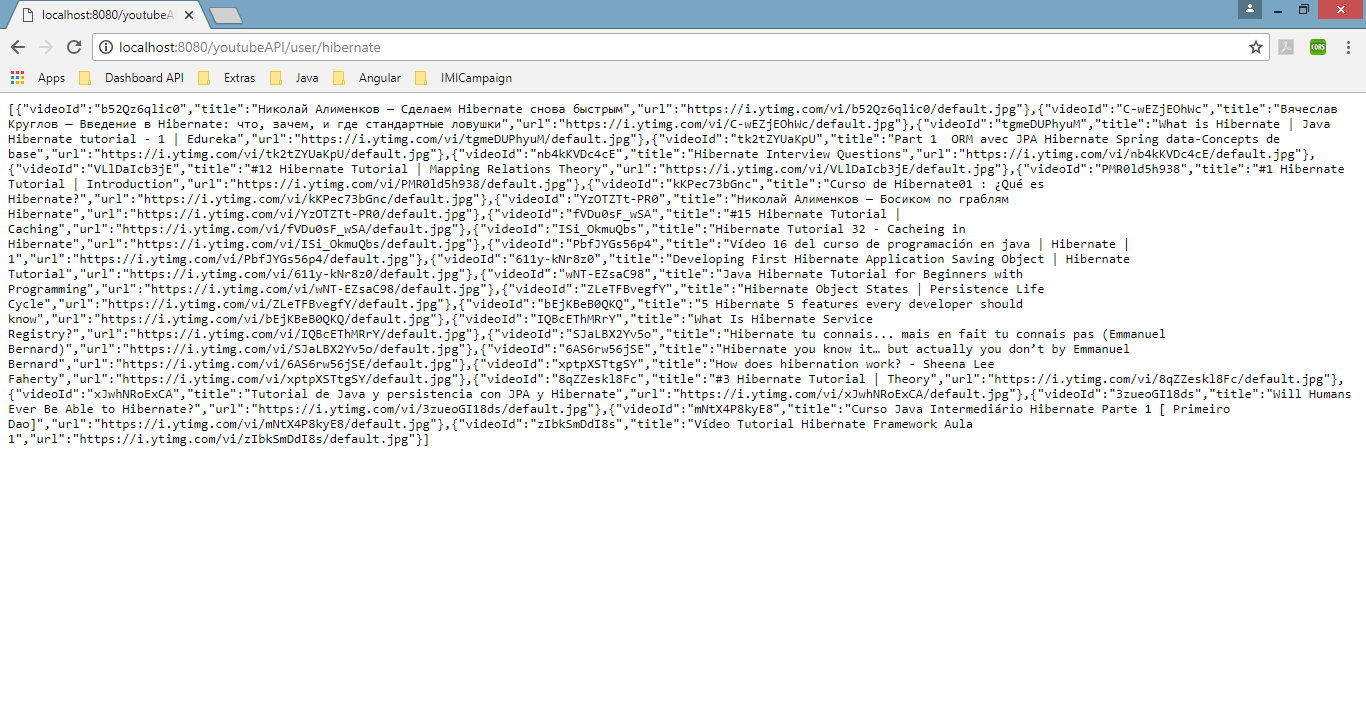 localhost:8080/youtubeA
localhost:8080/youtubeAPI/user/hibernate
CORS
Apps Dashboard API Extras Java Angular IMICampaign
[{"videoId":"b52Qz6qlic0","title":"Николай Алименков — Сделаем Hibernate снова быстрым","url":"https://i.ytimg.com/vi/b52Qz6qlic0/default.jpg"},{"videoId":"C-wEZjEOhWc","title":"Вячеслав
Круглов — Введение в Hibernate: что, зачем, и где стандартные ловушки","url":"https://i.ytimg.com/vi/C-wEZjEOhWc/default.jpg"},{"videoId":"tgmeDUPhyuM","title":"What is Hibernate | Java
Hibernate tutorial - 1 | Edureka","url":"https://i.ytimg.com/vi/tgmeDUPhyuM/default.jpg"},{"videoId":"tk2tZYUaKpU","title":"Part 1  ORM avec JPA Hibernate Spring data-Concepts de
base","url":"https://i.ytimg.com/vi/tk2tZYUaKpU/default.jpg"},{"videoId":"nb4kKVDc4cE","title":"Hibernate Interview Questions","url":"https://i.ytimg.com/vi/nb4kKVDc4cE/default.jpg"},
{"videoId":"VLlDaIcb3jE","title":"#12 Hibernate Tutorial | Mapping Relations Theory","url":"https://i.ytimg.com/vi/VLlDaIcb3jE/default.jpg"},{"videoId":"PMR0ld5h938","title":"#1 Hibernate
Tutorial | Introduction","url":"https://i.ytimg.com/vi/PMR0ld5h938/default.jpg"},{"videoId":"kKPec73bGnc","title":"Curso de Hibernate01 : ¿Qué es
Hibernate?","url":"https://i.ytimg.com/vi/kKPec73bGnc/default.jpg"},{"videoId":"YzOTZTt-PR0","title":"Николай Алименков — Босиком по граблям
Hibernate","url":"https://i.ytimg.com/vi/YzOTZTt-PR0/default.jpg"},{"videoId":"fVDu0sF_wSA","title":"#15 Hibernate Tutorial |
Caching","url":"https://i.ytimg.com/vi/fVDu0sF_wSA/default.jpg"},{"videoId":"ISi_OkmuQbs","title":"Hibernate Tutorial 32 - Cacheing in
Hibernate","url":"https://i.ytimg.com/vi/ISi_OkmuQbs/default.jpg"},{"videoId":"PbfJYGs56p4","title":"Vídeo 16 del curso de programación en java | Hibernate |
1","url":"https://i.ytimg.com/vi/PbfJYGs56p4/default.jpg"},{"videoId":"611y-kNr8z0","title":"Developing First Hibernate Application Saving Object | Hibernate
Tutorial","url":"https://i.ytimg.com/vi/611y-kNr8z0/default.jpg"},{"videoId":"wNT-EZsaC98","title":"Java Hibernate Tutorial for Beginners with
Programming","url":"https://i.ytimg.com/vi/wNT-EZsaC98/default.jpg"},{"videoId":"ZLeTFBvegfY","title":"Hibernate Object States | Persistence Life
Cycle","url":"https://i.ytimg.com/vi/ZLeTFBvegfY/default.jpg"},{"videoId":"bEjKBeB0QKQ","title":"5 Hibernate 5 features every developer should
know","url":"https://i.ytimg.com/vi/bEjKBeB0QKQ/default.jpg"},{"videoId":"IQBcEThMRrY","title":"What Is Hibernate Service
Registry?","url":"https://i.ytimg.com/vi/IQBcEThMRrY/default.jpg"},{"videoId":"SJaLBX2Yv5o","title":"Hibernate tu connais... mais en fait tu connais pas (Emmanuel
Bernard)","url":"https://i.ytimg.com/vi/SJaLBX2Yv5o/default.jpg"},{"videoId":"6AS6rw56jSE","title":"Hibernate you know it… but actually you don’t by Emmanuel
Bernard","url":"https://i.ytimg.com/vi/6AS6rw56jSE/default.jpg"},{"videoId":"xptpXSTtgSY","title":"How does hibernation work? - Sheena Lee
Faherty","url":"https://i.ytimg.com/vi/xptpXSTtgSY/default.jpg"},{"videoId":"8qZZeskl8Fc","title":"#3 Hibernate Tutorial | Theory","url":"https://i.ytimg.com/vi/8qZZeskl8Fc/default.jpg"},
{"videoId":"xJwhNRoExCA","title":"Tutorial de Java y persistencia con JPA y Hibernate","url":"https://i.ytimg.com/vi/xJwhNRoExCA/default.jpg"},{"videoId":"3zueoGI18ds","title":"Will Humans
Ever Be Able to Hibernate?","url":"https://i.ytimg.com/vi/3zueoGI18ds/default.jpg"},{"videoId":"mNtX4P8kyE8","title":"Curso Java Intermediário Hibernate Parte 1 [ Primeiro
Dao]","url":"https://i.ytimg.com/vi/mNtX4P8kyE8/default.jpg"},{"videoId":"zIbkSmDdI8s","title":"Vídeo Tutorial Hibernate Framework Aula
1","url":"https://i.ytimg.com/vi/zIbkSmDdI8s/default.jpg"}]